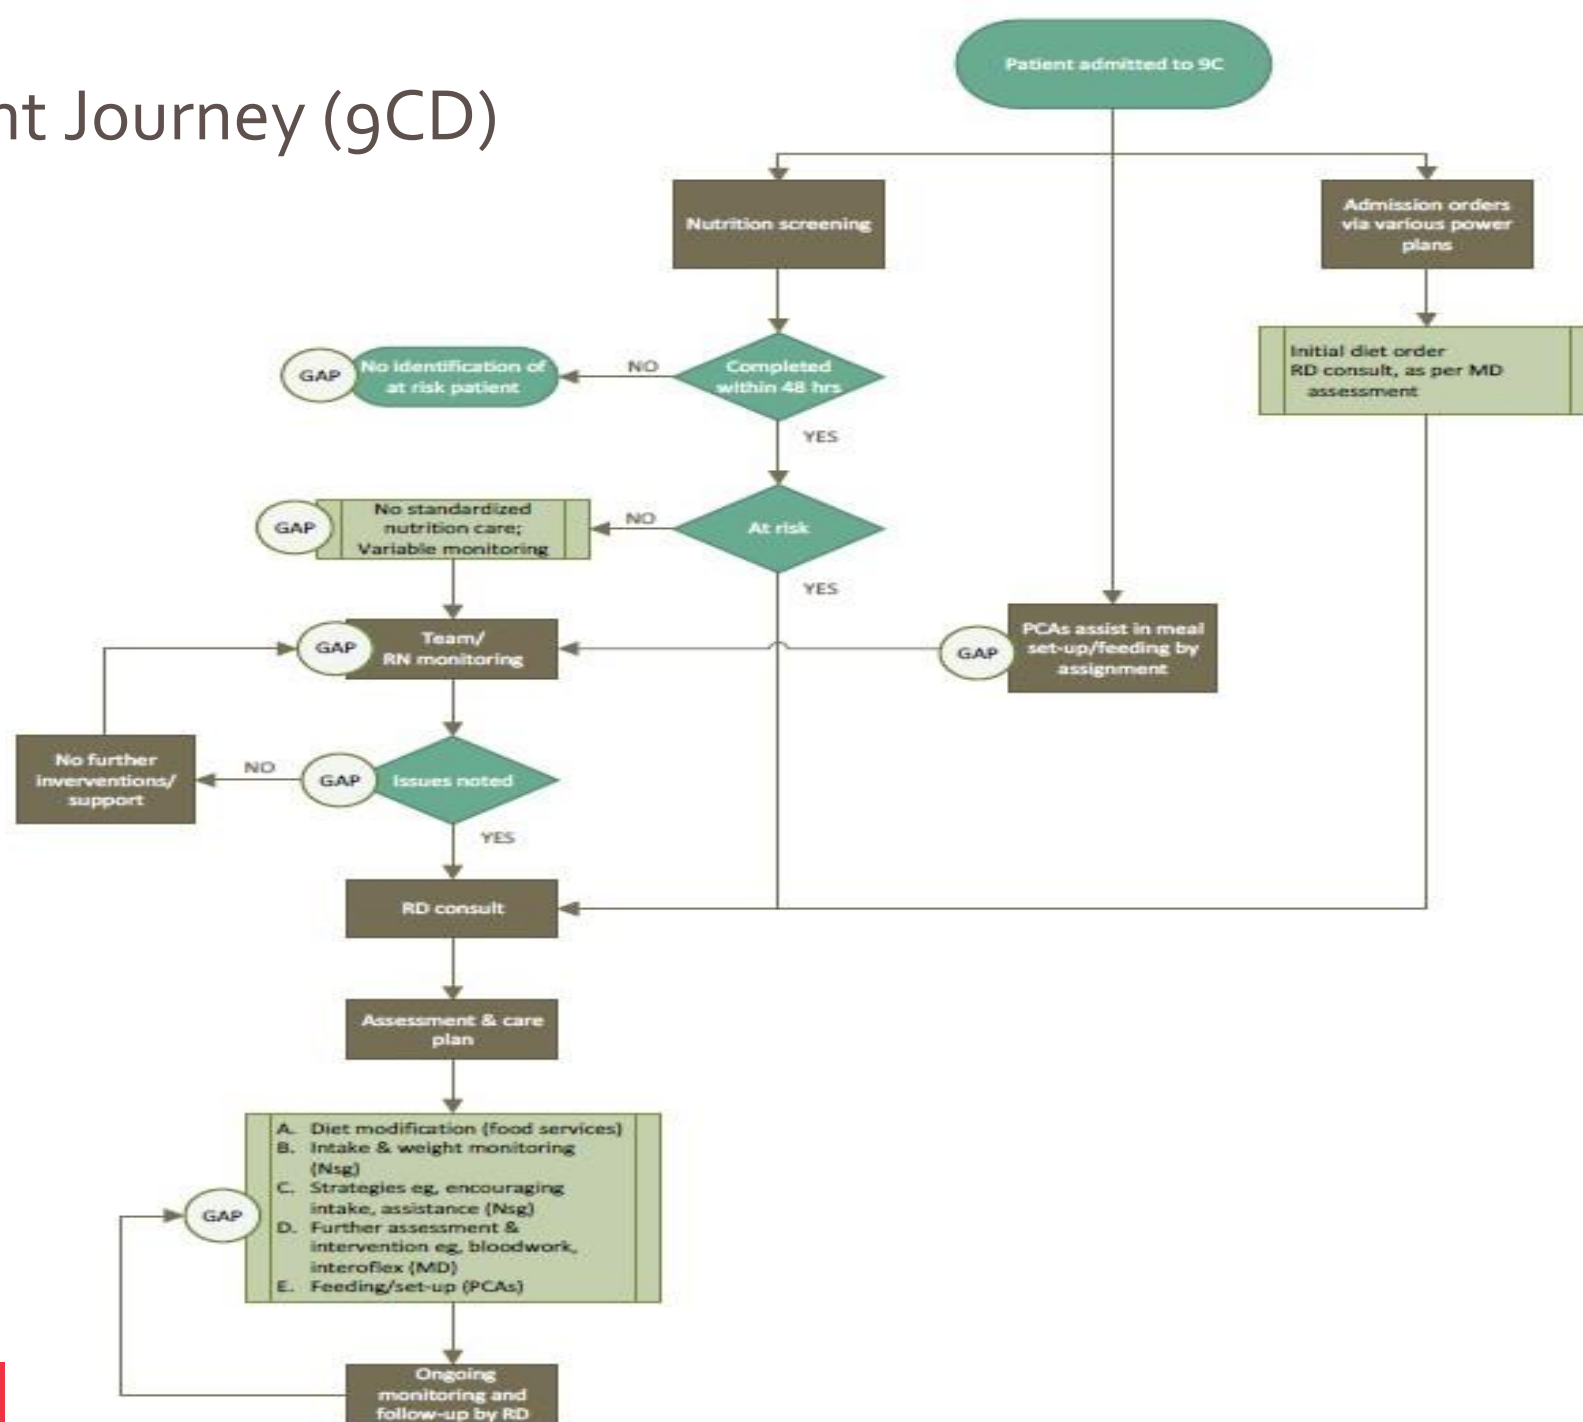 nt Journey (9CD)
Patient admitted to 9C
Nutrition screening
Admission orders
via various power
plans
GAP
No identification of
at risk patient
NO
Completed
within 48 hrs
Initial diet order
RD consult, as per MD
assessment
YES
GAP
No standardized
nutrition care;
Variable monitoring
NO
At risk
YES
GAP
Team/
RN monitoring
GAP
PCAs assist in meal
set-up/feeding by
assignment
No further
inverventions/
support
NO
GAP
Issues noted
YES
RD consult
Assessment & care
plan
GAP
A. Diet modification (food services)
B. Intake & weight monitoring
(Nsg)
C. Strategies eg, encouraging
intake, assistance (Nsg)
D. Further assessment &
intervention eg, bloodwork,
interoflex (MD)
E. Feeding/set-up (PCAs)
Ongoing
monitoring and
follow-up by RD